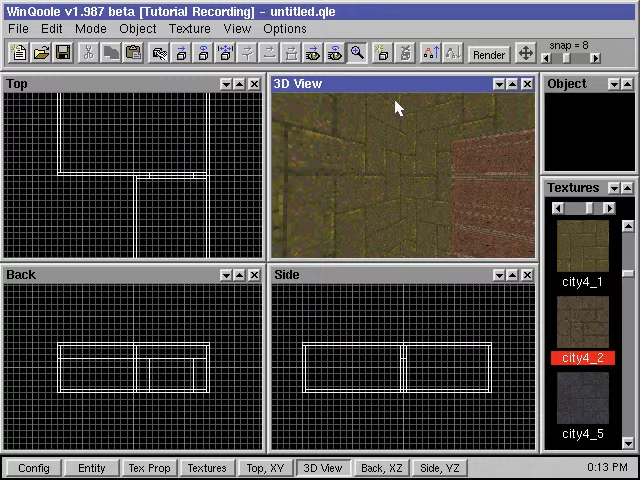 WinQoole v1.987 beta [Tutorial Recording] - untitled.qle
File Edit Mode Object Texture View Options
Render
snap = 8
Top
3D View
Object
Textures
city4_1
Back
Side
city4_2
city4_5
Config Entity Tex Prop Textures Top, XY 3D View Back, XZ Side, YZ 0:13 PM